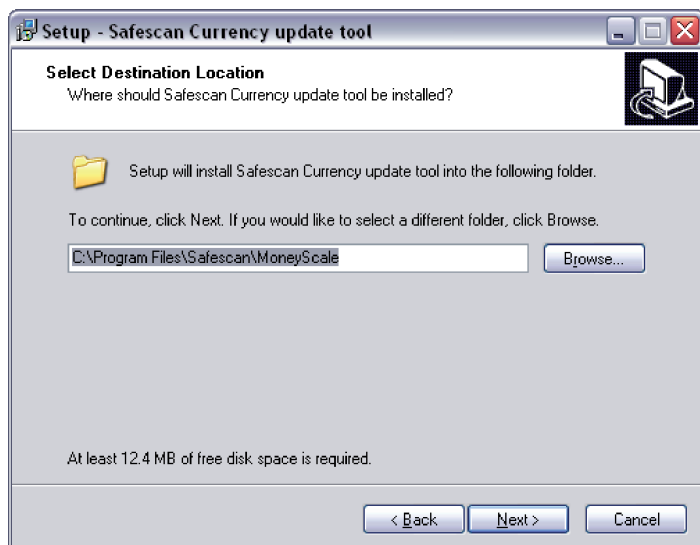 Setup - Safescan Currency update tool
Select Destination Location
Where should Safescan Currency update tool be installed?
Setup will install Safescan Currency update tool into the following folder.
To continue, click Next. If you would like to select a different folder, click Browse.
C:\Program Files\Safescan\MoneyScale
Browse...
At least 12.4 MB of free disk space is required.
< Back
Next >
Cancel